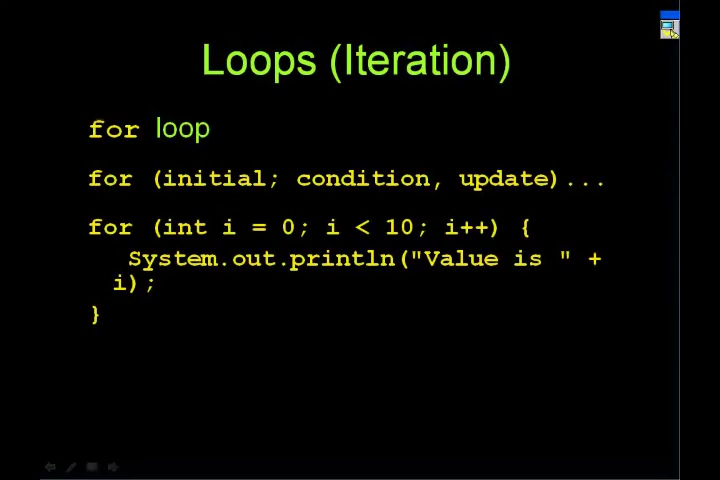 Loops (Iteration)
for loop
for (initial; condition, update)...
for (int i = 0; i < 10; i++) {
System.out.println("Value is " +
i);
}